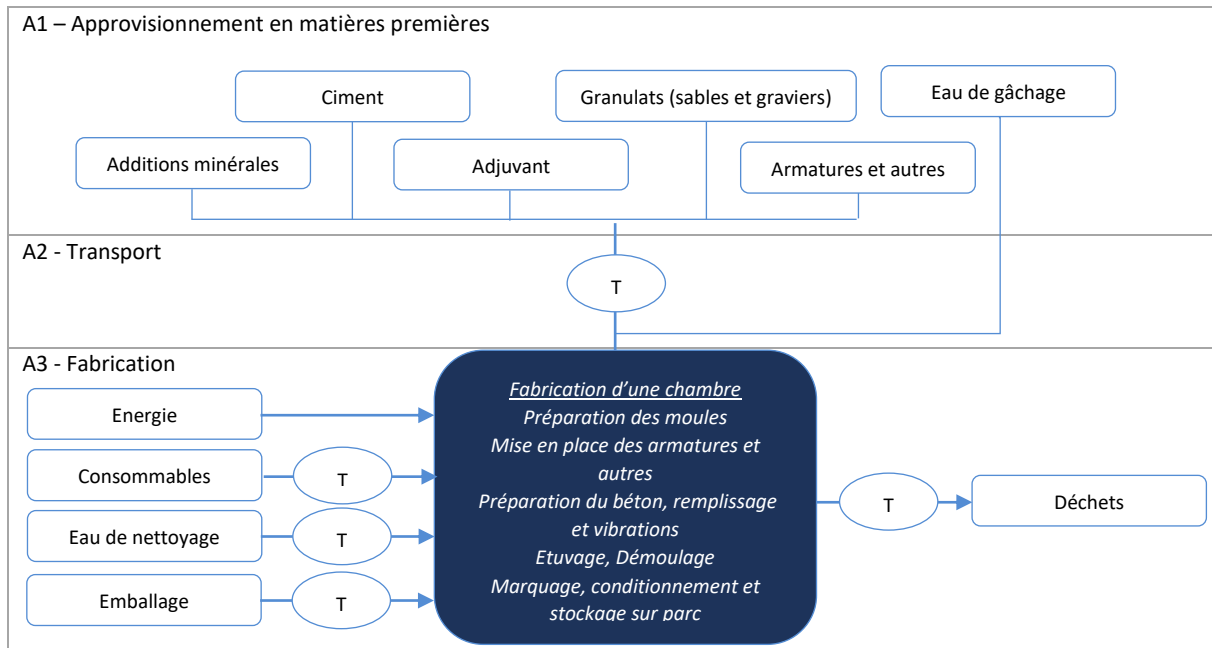 A1 – Approvisionnement en matières premières
Ciment
Granulats (sables et graviers)
Eau de gâchage
Additions minérales
Adjuvant
Armatures et autres
A2 - Transport
T
A3 - Fabrication
Energie
Consommables
T
Eau de nettoyage
T
Emballage
T
Fabrication d'une chambre
Préparation des moules
Mise en place des armatures et
autres
Préparation du béton, remplissage
et vibrations
Etuvage, Démoulage
Marquage, conditionnement et
stockage sur parc
T
Déchets